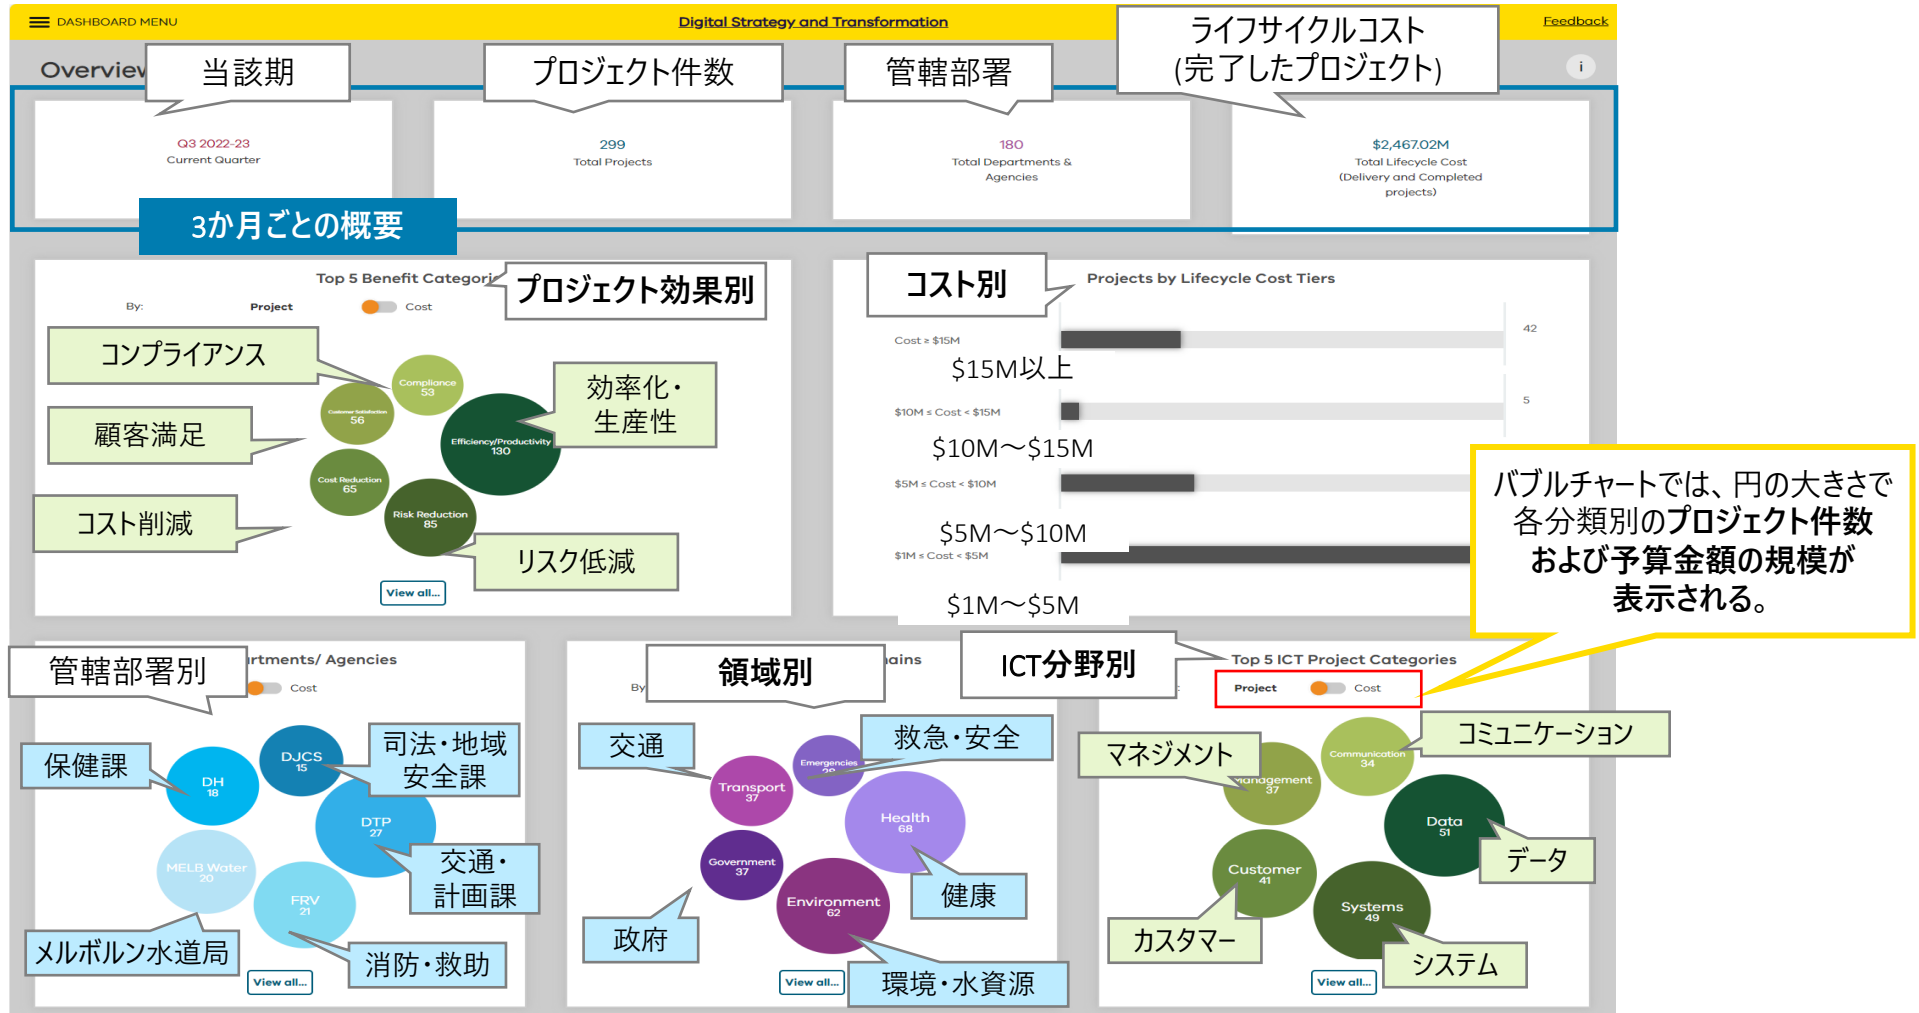 DASHBOARD MENU
Digital Strategy and Transformation
Feedback
Overview
当該期
プロジェクト件数
管轄部署
ライフサイクルコスト
(完了したプロジェクト)
i
Q3 2022-23
Current Quarter
299
Total Projects
180
Total Departments &
Agencies
$2,467.02M
Total Lifecycle Cost
(Delivery and Completed
projects)
3か月ごとの概要
Top 5 Benefit Categori
プロジェクト効果別
By:
Project
Cost
コンプライアンス
Compliance
53
効率化・
生産性
Customer Satisfaction
56
顧客満足
Efficiency/Productivity
130
Cost Reduction
65
コスト削減
Risk Reduction
85
リスク低減
View all...
コスト別
Projects by Lifecycle Cost Tiers
Cost ≥ $15M
42
$15M以上
$10M ≤ Cost < $15M
5
$10M～$15M
$5M ≤ Cost < $10M
$5M～$10M
$1M ≤ Cost < $5M
$1M～$5M
バブルチャートでは、円の大きさで
各分類別のプロジェクト件数
および予算金額の規模が
表示される。
管轄部署別
artments/ Agencies
Cost
保健課
DH
18
DJCS
15
司法・地域
安全課
DTP
27
交通・
計画課
MELB Water
20
メルボルン水道局
FRV
21
消防・救助
View all...
領域別
mains
By
交通
Transport
37
Emergencies
28
救急・安全
Health
68
健康
Government
37
政府
Environment
62
環境・水資源
View all...
ICT分野別
Top 5 ICT Project Categories
Project
Cost
マネジメント
Management
37
Communication
34
コミュニケーション
Data
51
データ
Customer
41
カスタマー
Systems
49
システム
View all...